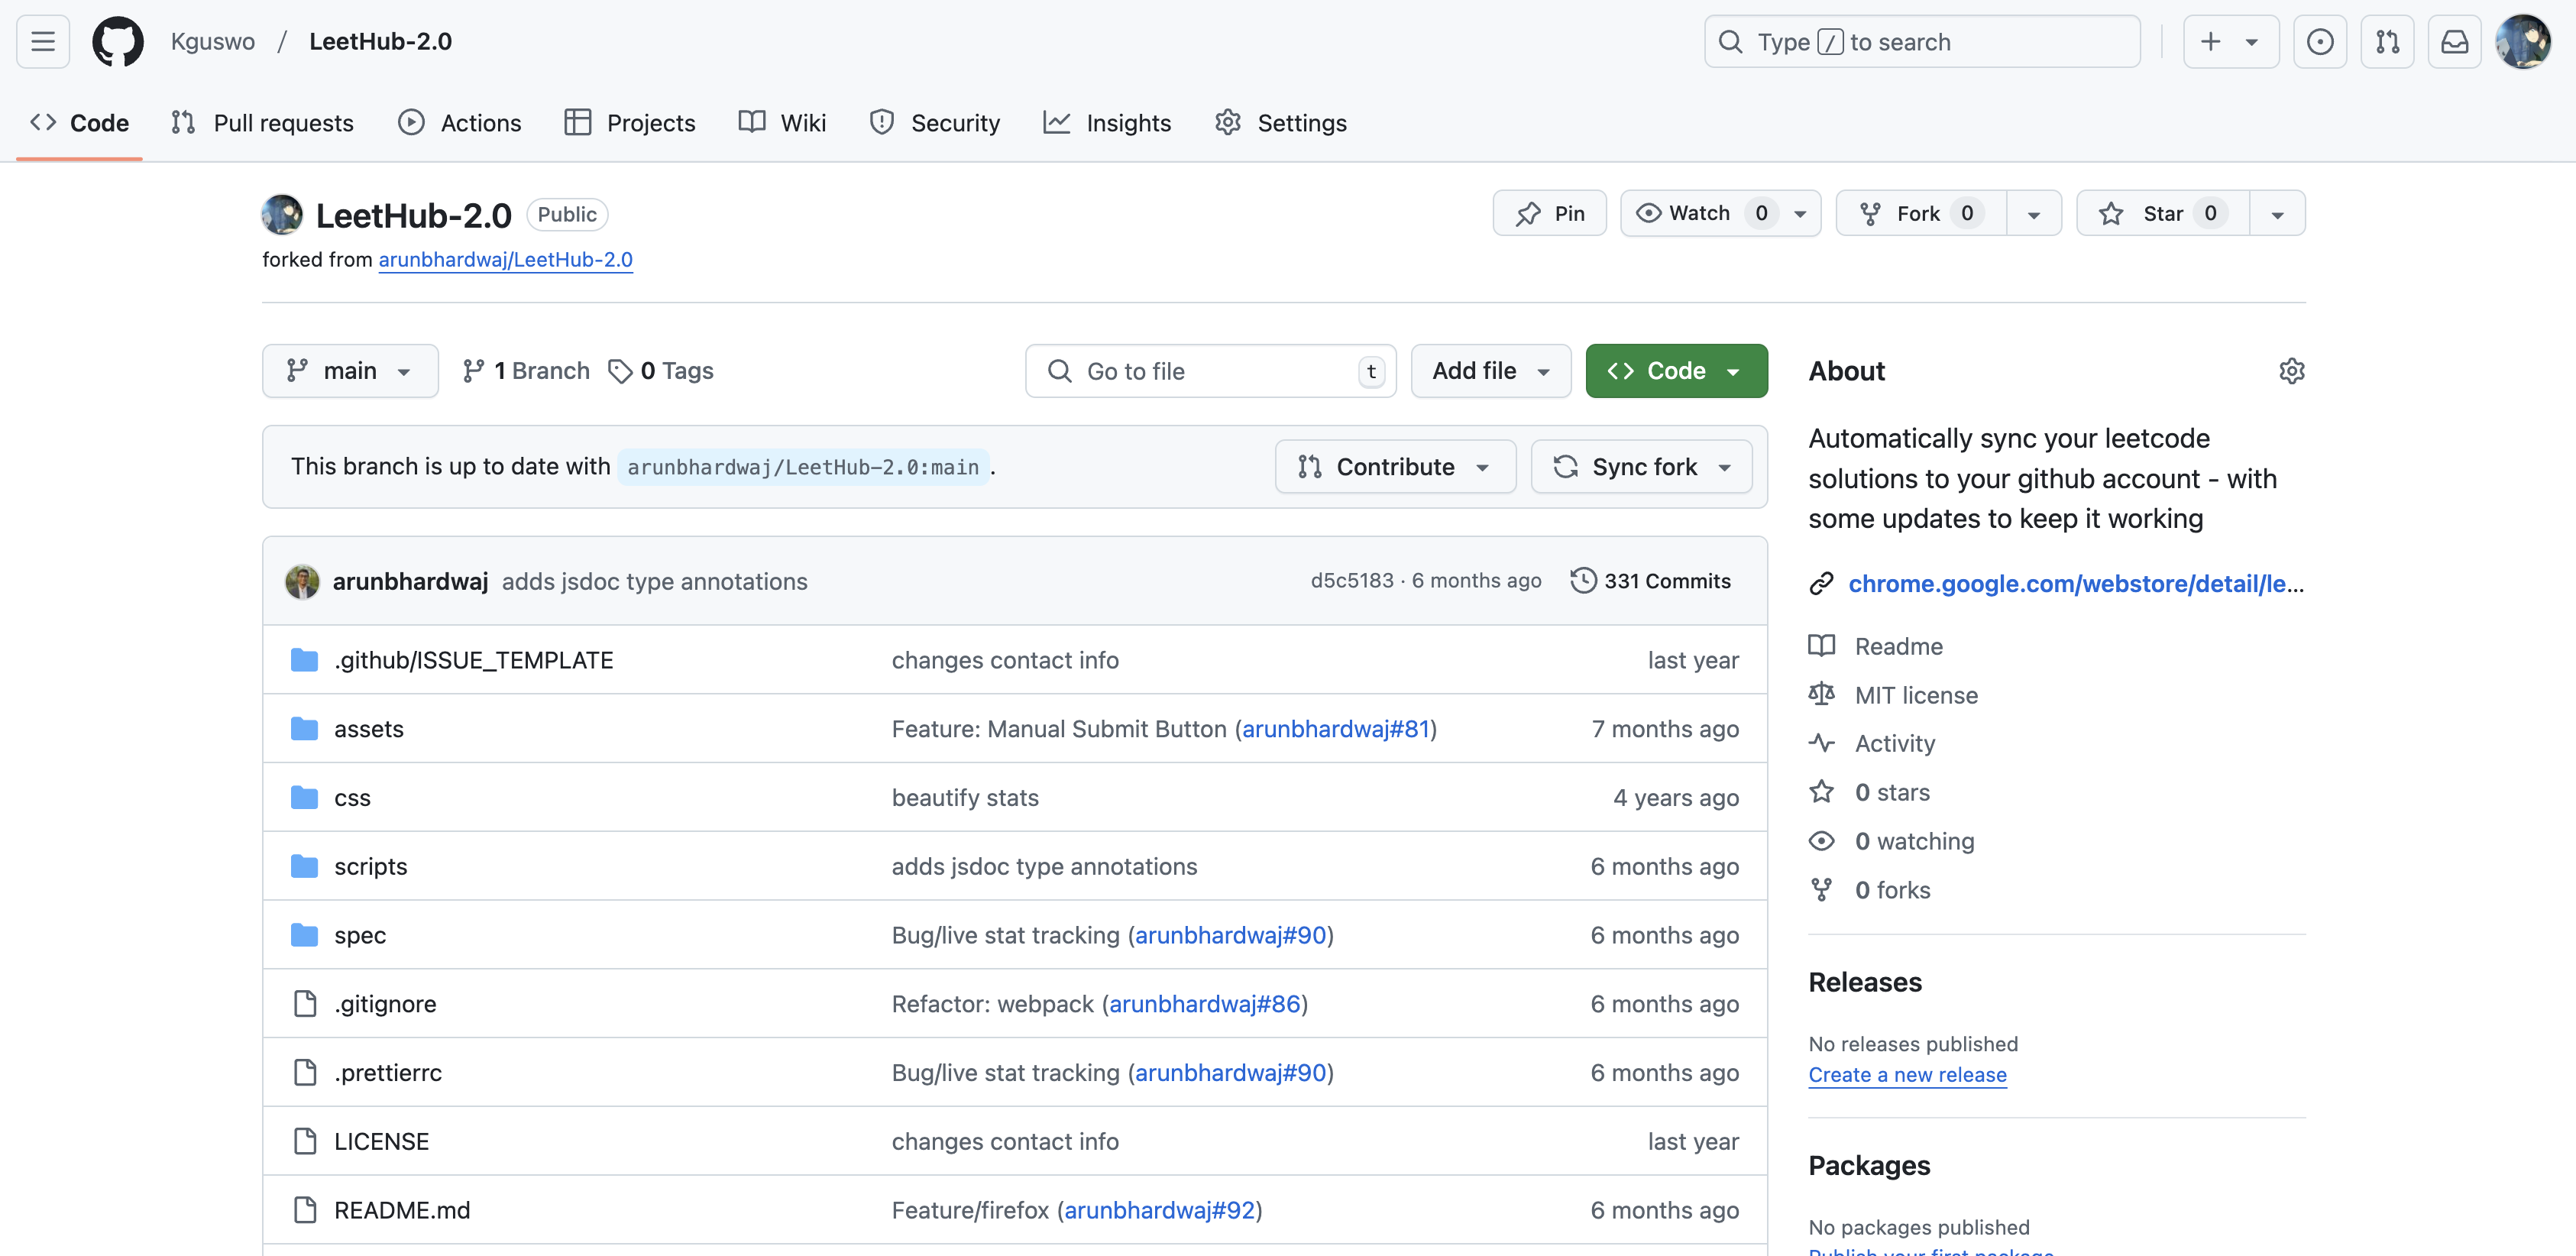 Kguswo / LeetHub-2.0
Type / to search
Code Pull requests Actions Projects Wiki Security Insights Settings
LeetHub-2.0 Public
Pin Watch 0 Fork 0 Star 0
forked from arunbhardwaj/LeetHub-2.0
main 1 Branch 0 Tags Go to file t Add file Code
This branch is up to date with arunbhardwaj/LeetHub-2.0:main. Contribute Sync fork
arunbhardwaj adds jsdoc type annotations d5c5183 · 6 months ago 331 Commits
.github/ISSUE_TEMPLATE changes contact info last year
assets Feature: Manual Submit Button (arunbhardwaj#81) 7 months ago
css beautify stats 4 years ago
scripts adds jsdoc type annotations 6 months ago
spec Bug/live stat tracking (arunbhardwaj#90) 6 months ago
.gitignore Refactor: webpack (arunbhardwaj#86) 6 months ago
.prettierrc Bug/live stat tracking (arunbhardwaj#90) 6 months ago
LICENSE changes contact info last year
README.md Feature/firefox (arunbhardwaj#92) 6 months ago
About
Automatically sync your leetcode
solutions to your github account - with
some updates to keep it working
chrome.google.com/webstore/detail/le...
Readme
MIT license
Activity
0 stars
0 watching
0 forks
Releases
No releases published
Create a new release
Packages
No packages published
Publish your first package